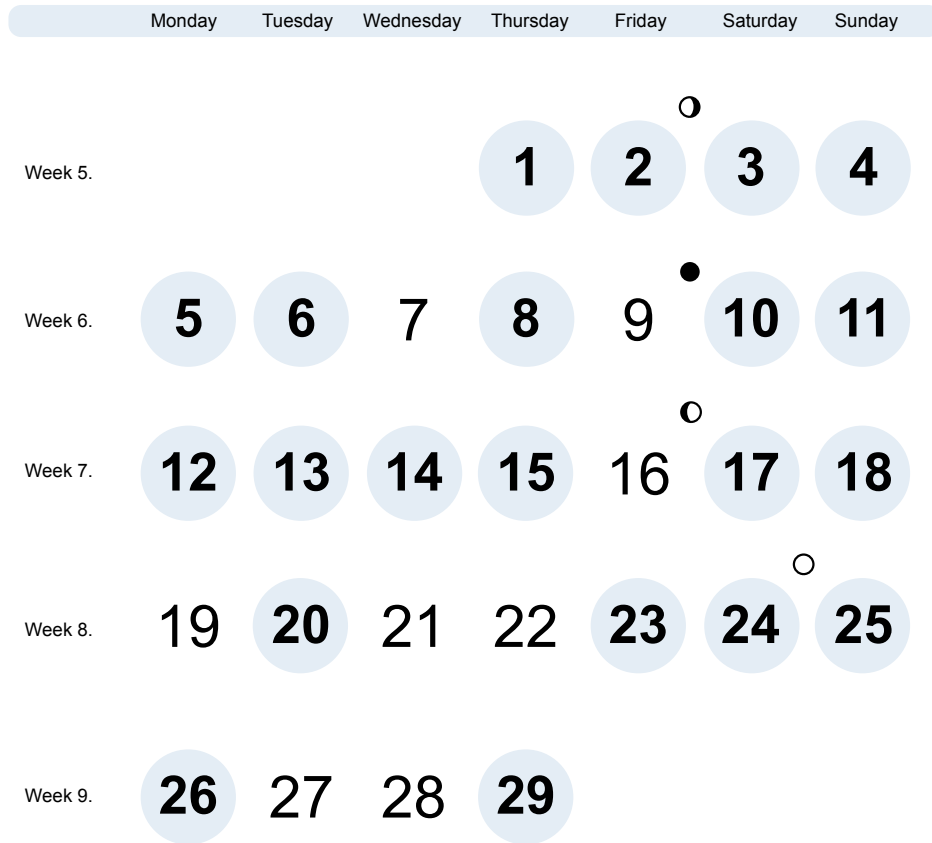 Monday Tuesday Wednesday Thursday Friday Saturday Sunday
Week 5. 1 2 3 4
Week 6. 5 6 7 8 9 10 11
Week 7. 12 13 14 15 16 17 18
Week 8. 19 20 21 22 23 24 25
Week 9. 26 27 28 29